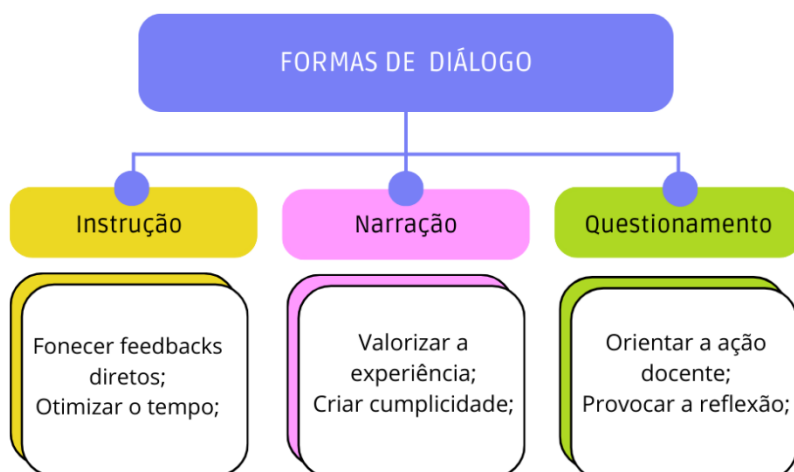 FORMAS DE DIÁLOGO
Instrução
Narração
Questionamento
Fonecer feedbacks
diretos;
Otimizar o tempo;
Valorizar a
experiência;
Criar cumplicidade;
Orientar a ação
docente;
Provocar a reflexão;